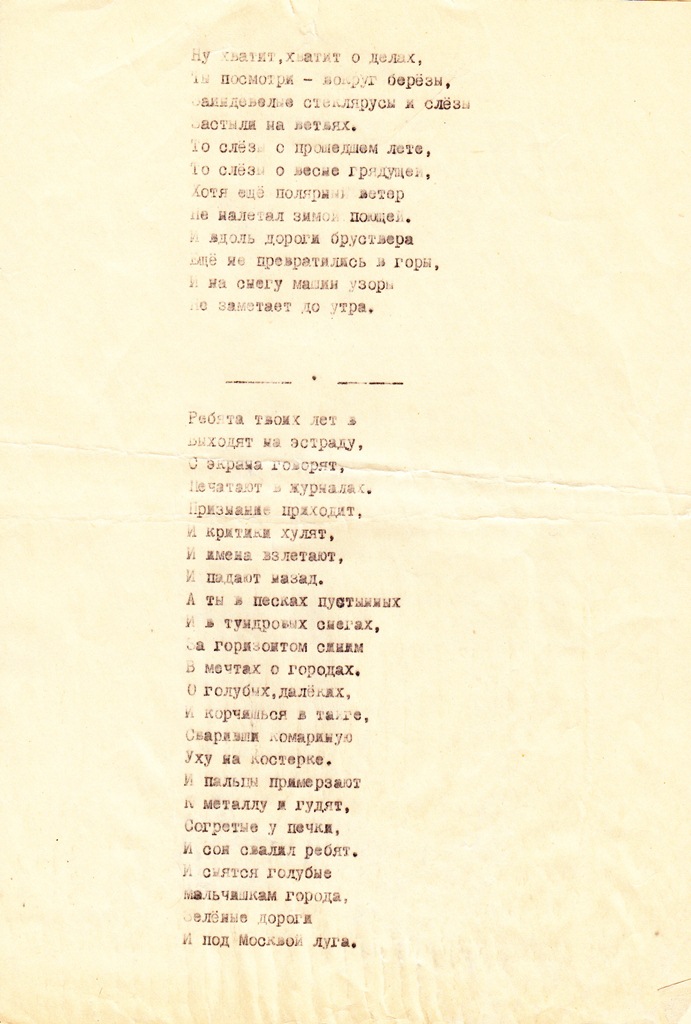 Ну хватит,хватит о делах,
Ты посмотри - вокруг берёзы,
Заиндевелые стеклярусы и слёзы
Застыли на ветвях.
То слёзы о прошедшем лете,
То слёзы о весне грядущей,
Хотя ещё полярный ветер
Не налетал зимой поющей.
И вдоль дороги бруствера
Ещё не превратились в горы,
И на снегу машин узоры
Не заметает до утра.
Ребята твоих лет в
Выходят на эстраду,
С экрана говорят,
Печатают в журналах.
Признание приходит,
И критики хулят,
И имена взлетают,
И падают назад.
А ты в песках пустынных
И в тундровых снегах,
За горизонтом синим
В мечтах о городах.
О голубых,далёких,
И корчишься в тайге,
Сваривши комариную
Уху на костерке.
И пальцы примерзают
К металлу и гудят,
Согретые у печки,
И сон свалил ребят.
И снятся голубые
Мальчишкам города,
Зелёные дороги
И под Москвой луга.